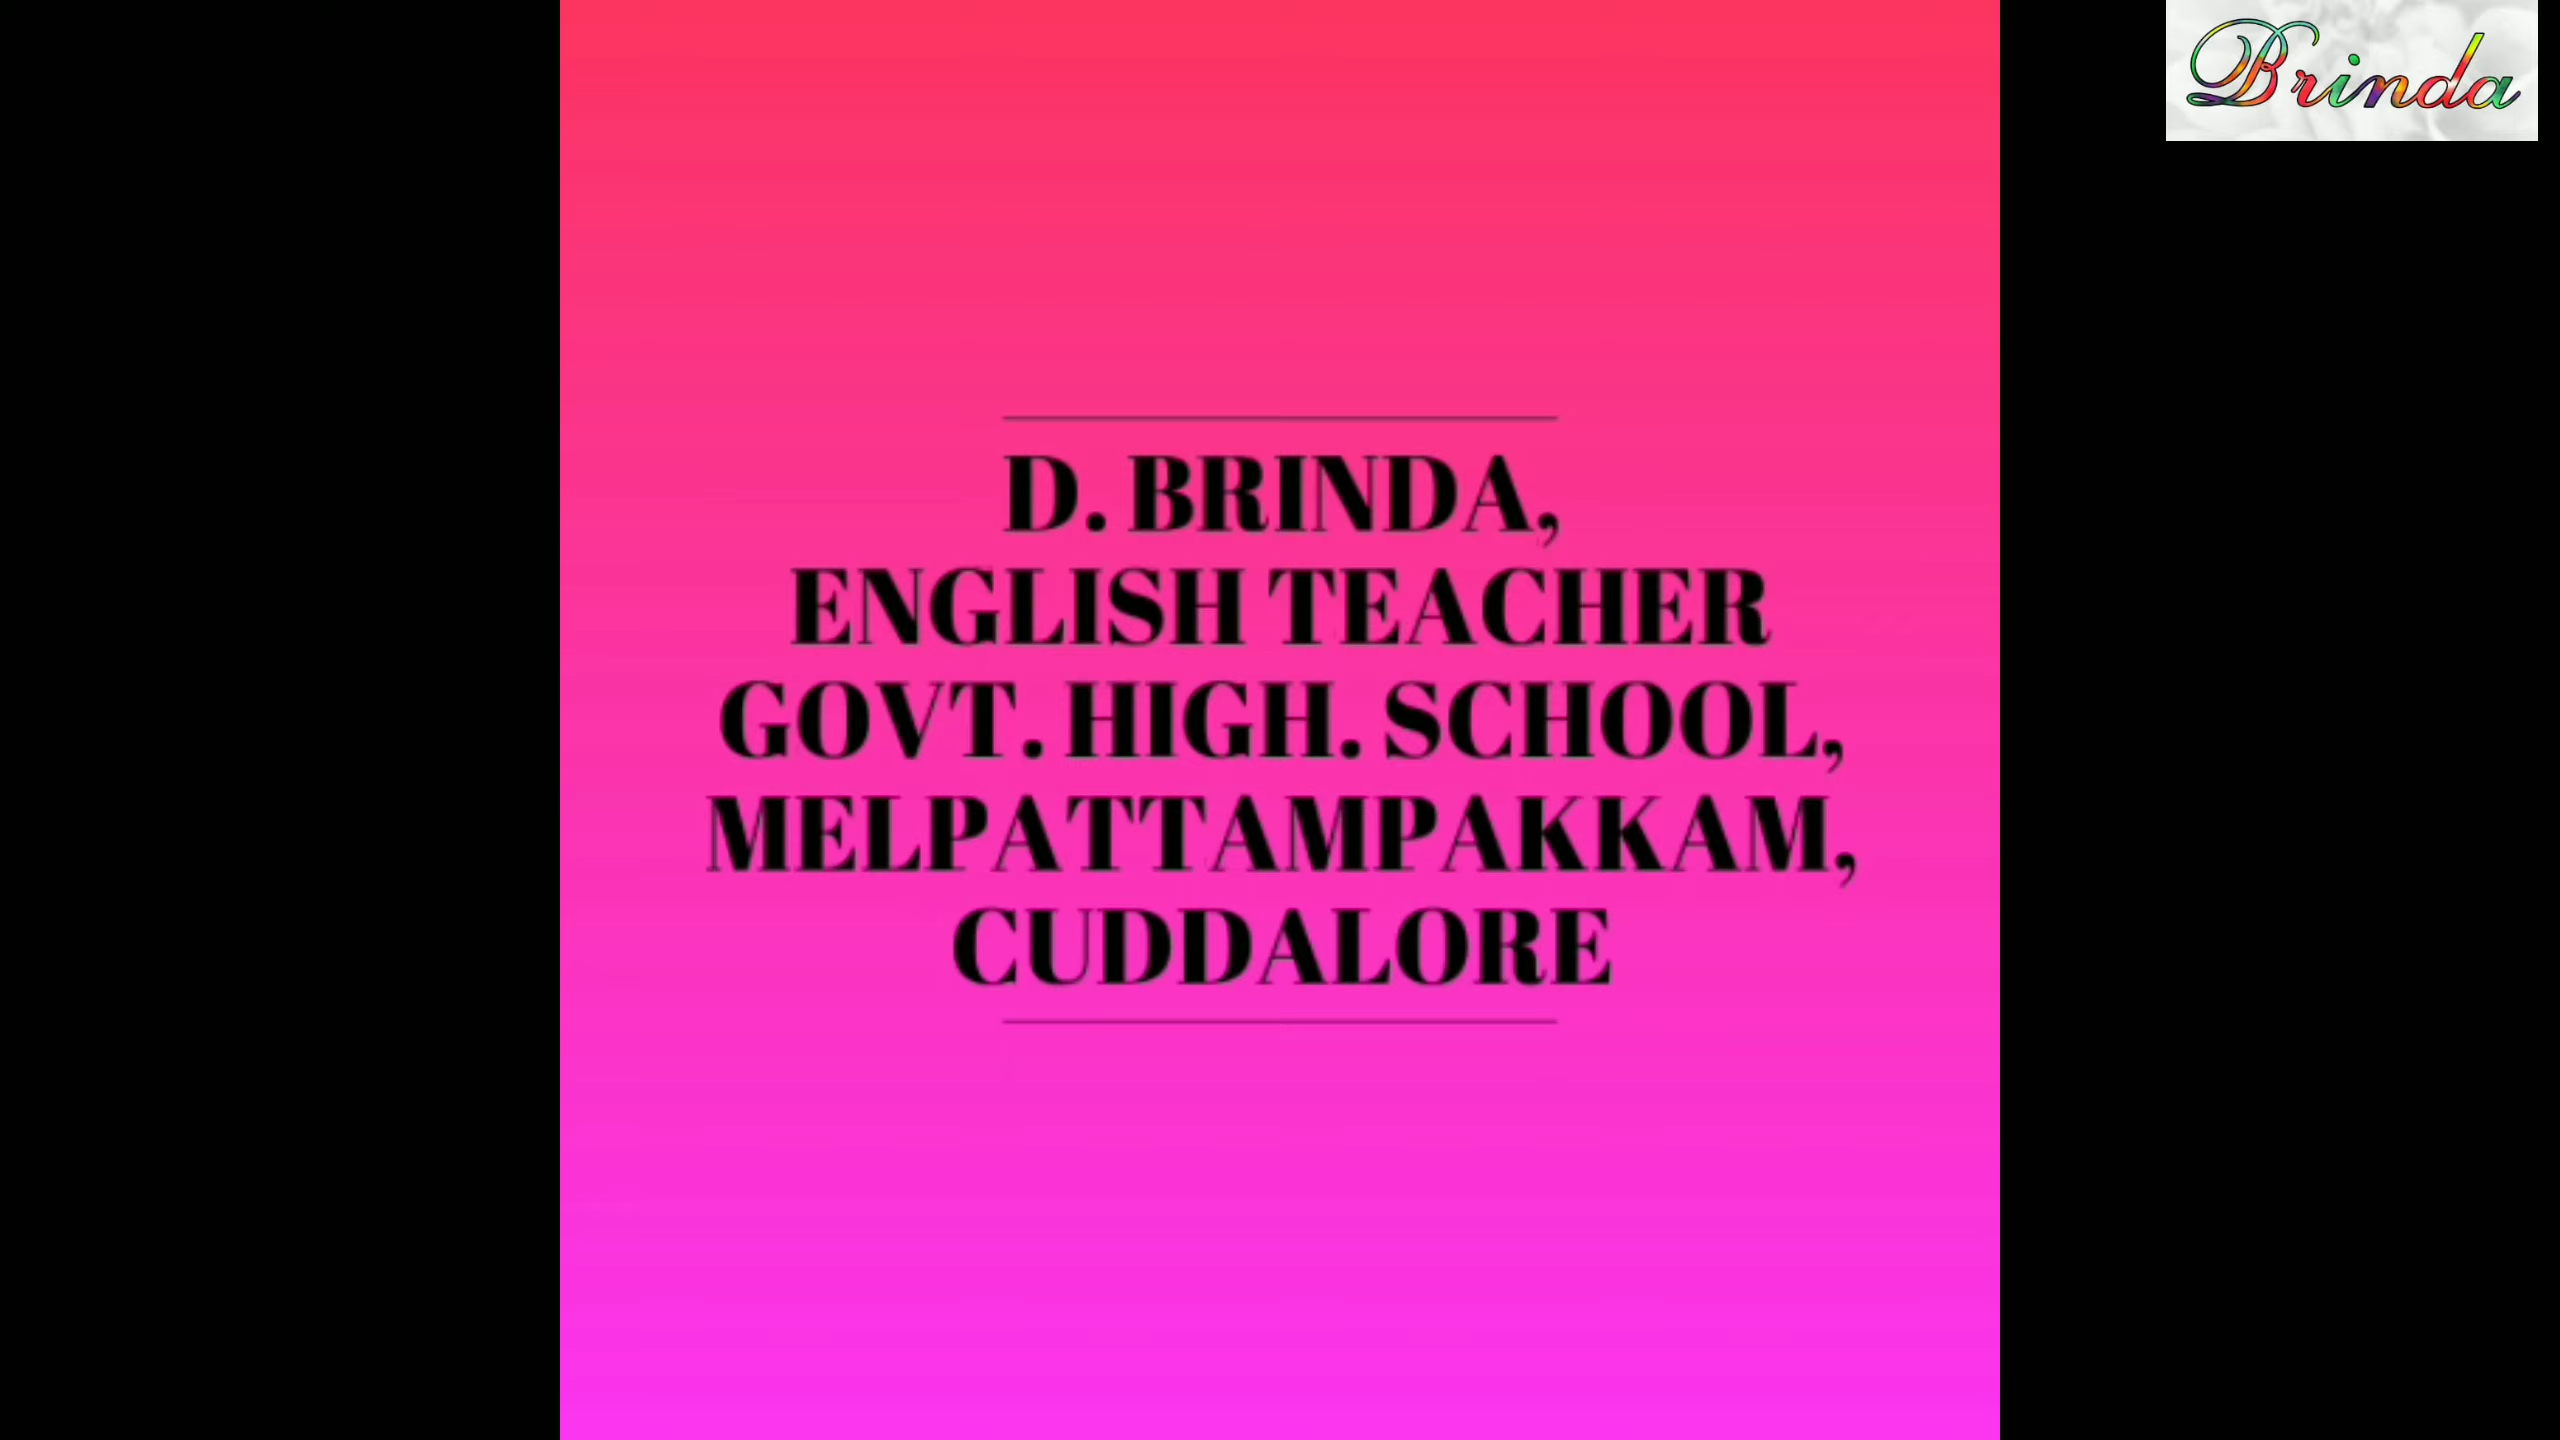 Brinda
D. BRINDA,
ENGLISH TEACHER
GOVT. HIGH. SCHOOL,
MELPATTAMPAKKAM,
CUDDALORE